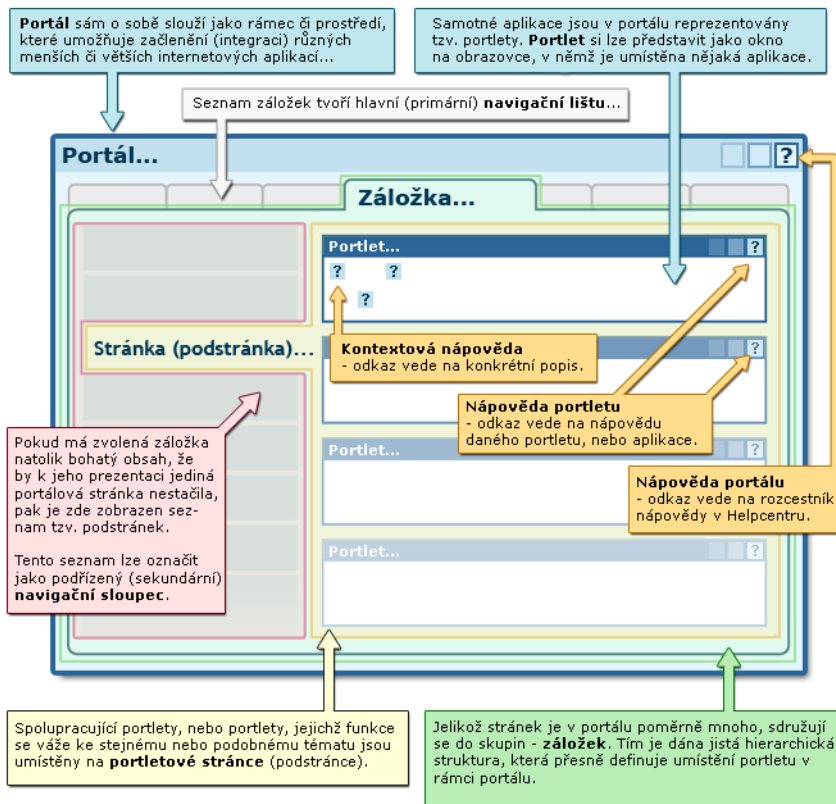 Portál sám o sobě slouží jako rámec či prostředí,
které umožňuje začlenění (integraci) různých
menších či větších internetových aplikací...
Samotné aplikace jsou v portálu reprezentovány
tzv. portlety. Portlet si lze představit jako okno
na obrazovce, v němž je umístěna nějaká aplikace.
Seznam záložek tvoří hlavní (primární) navigační lištu...
Portál...
?
Záložka...
Portlet...
?
? ?
?
Stránka (podstránka)...
Kontextová nápověda
- odkaz vede na konkrétní popis.
?
Nápověda portletu
- odkaz vede na nápovědu
daného portletu, nebo aplikace.
Pokud má zvolená záložka
natolik bohatý obsah, že
by k jeho prezentaci jediná
portálová stránka nestačila,
pak je zde zobrazen sez-
nam tzv. podstránek.
Tento seznam lze označit
jako podřízený (sekundární)
navigační sloupec.
Portlet...
Nápověda portálu
- odkaz vede na rozcestník
nápovědy v Helpcentru.
Portlet...
?
Spolupracující portlety, nebo portlety, jejichž funkce
se váže ke stejnému nebo podobnému tématu jsou
umístěny na portletové stránce (podstránce).
Jelikož stránek je v portálu poměrně mnoho, sdružují
se do skupin - záložek. Tím je dána jistá hierarchická
struktura, která přesně definuje umístění portletu v
rámci portálu.